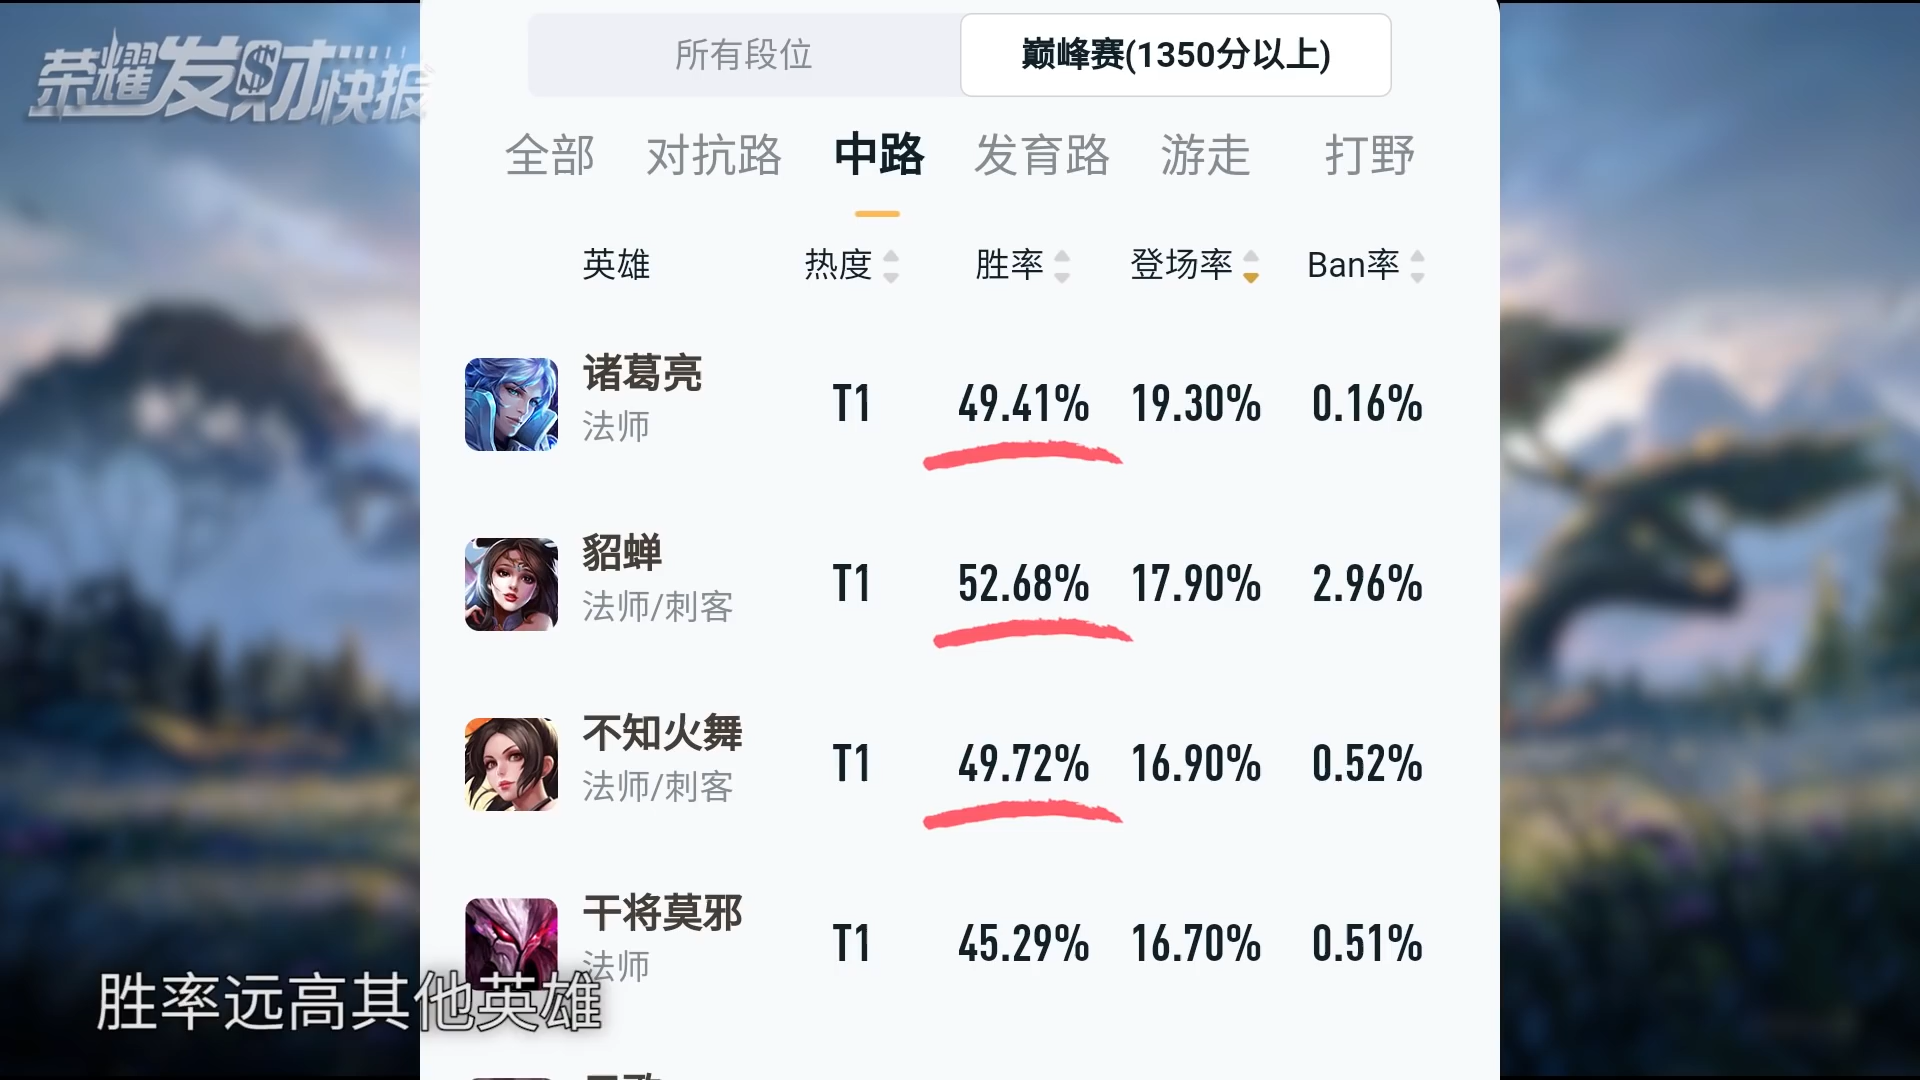 荣耀发财快报
所有段位 巅峰赛(1350分以上)
全部 对抗路 中路 发育路 游走 打野
英雄 热度 胜率 登场率 Ban率
诸葛亮
法师
T1 49.41% 19.30% 0.16%
貂蝉
法师/刺客
T1 52.68% 17.90% 2.96%
不知火舞
法师/刺客
T1 49.72% 16.90% 0.52%
干将莫邪
法师
T1 45.29% 16.70% 0.51%
胜率远高其他英雄